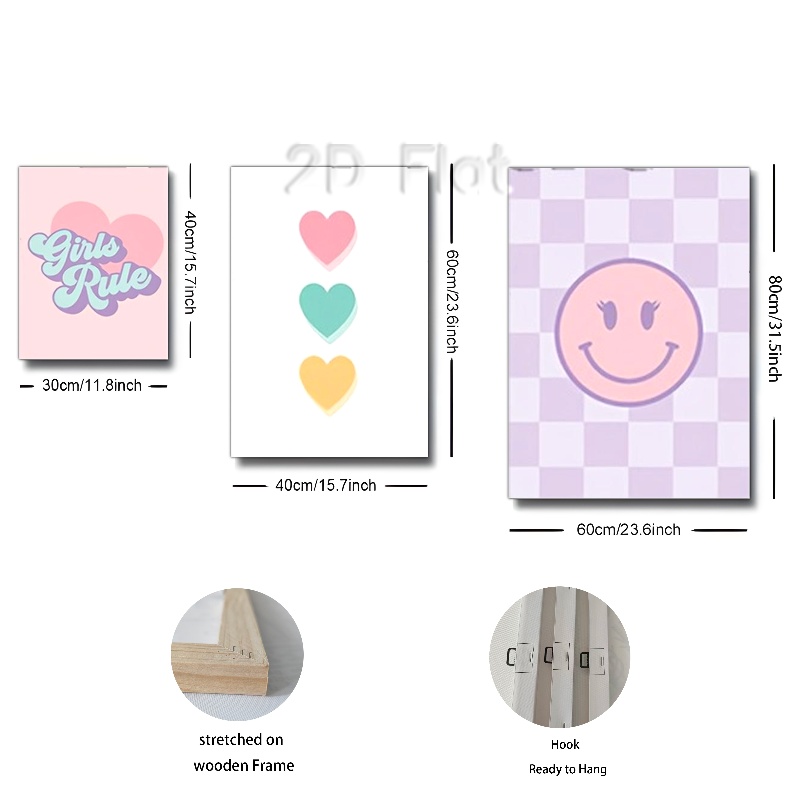 2D Flat
Girls
Rule
40cm/15.7inch
30cm/11.8inch
60cm/23.6inch
40cm/15.7inch
80cm/31.5inch
60cm/23.6inch
stretched on
wooden Frame
Hook
Ready to Hang